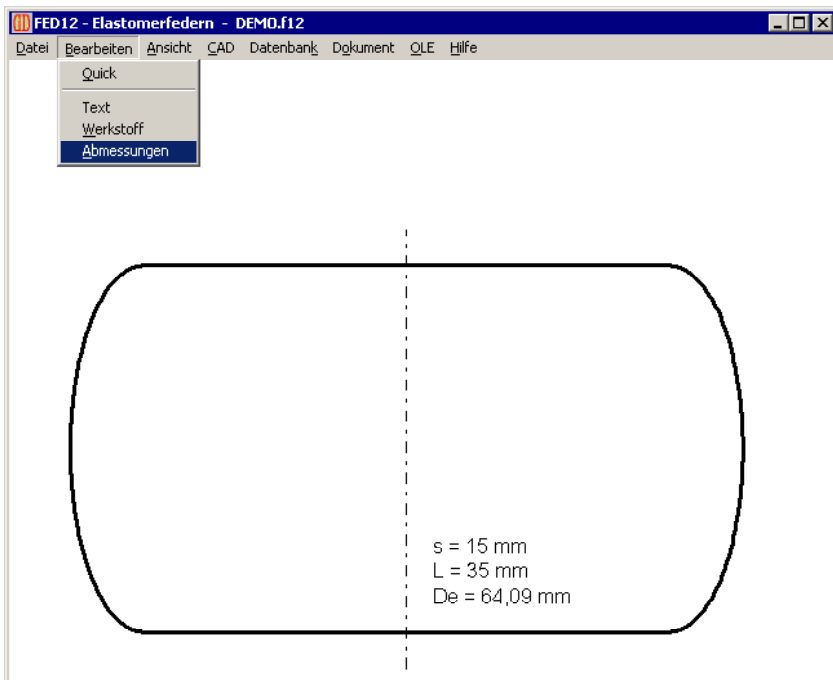 FED12 - Elastomerfedern - DEMO.f12
Datei Bearbeiten Ansicht CAD Datenbank Dokument OLE Hilfe
Quick
Text
Werkstoff
Abmessungen
s = 15 mm
L = 35 mm
De = 64,09 mm